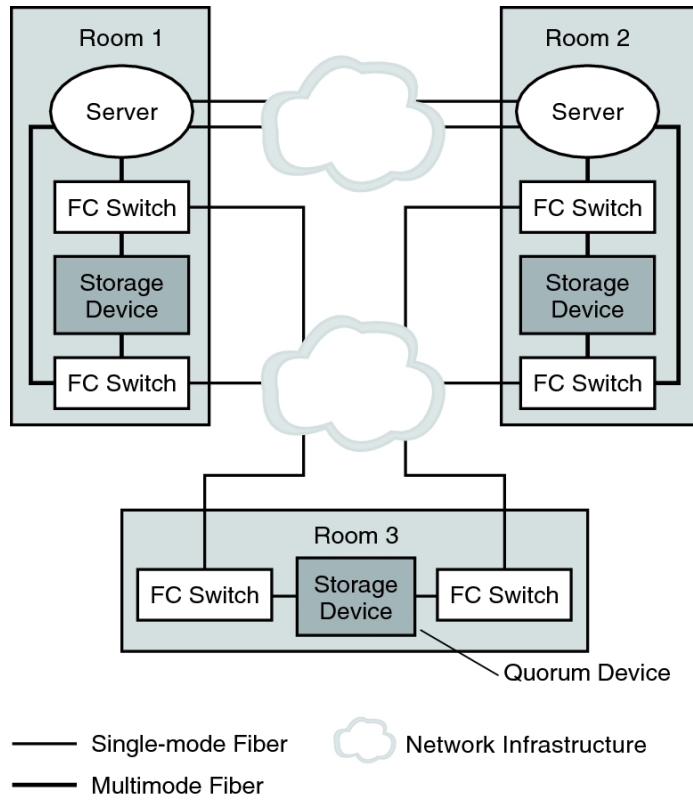 Room 1
Server
FC Switch
Storage
Device
FC Switch
Room 2
Server
FC Switch
Storage
Device
FC Switch
Room 3
FC Switch
Storage
Device
FC Switch
Quorum Device
Single-mode Fiber
Network Infrastructure
Multimode Fiber